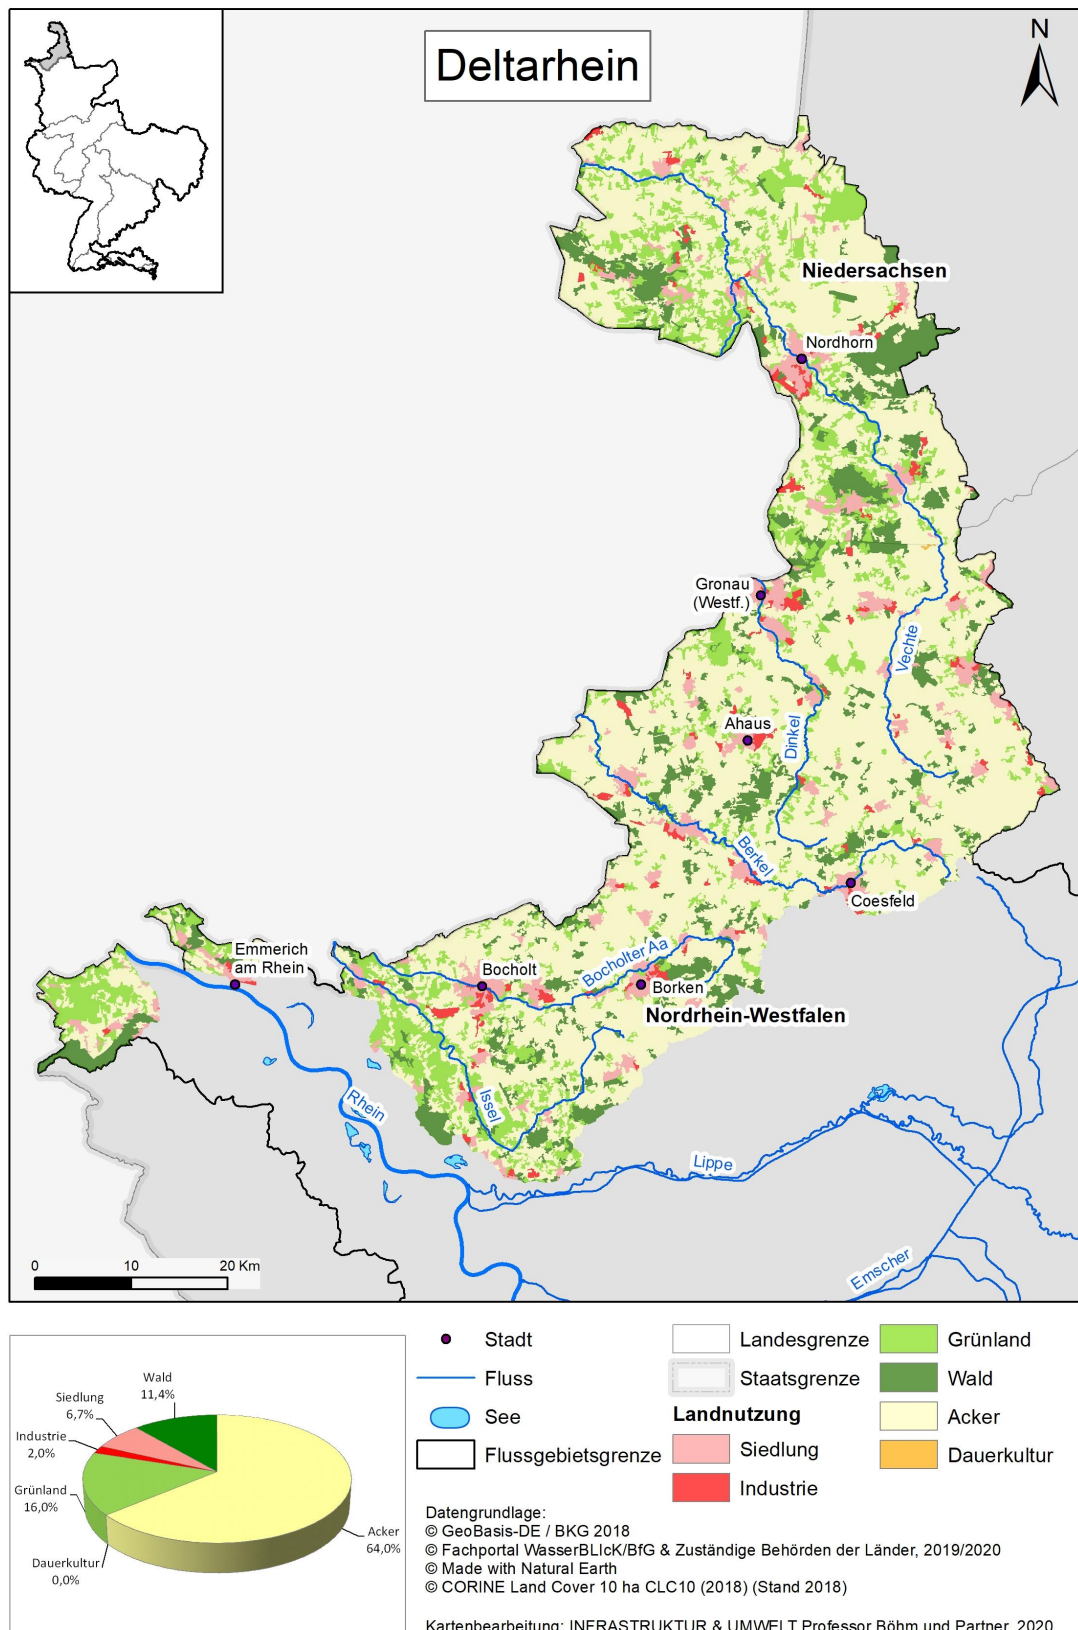 Deltarhein
N
Niedersachsen
Nordhorn
Gronau
(Westf.)
Vechte
Ahaus
Dinkel
Berkel
Coesfeld
Emmerich
am Rhein
Bocholt
Bocholter Aa
Borken
Nordrhein-Westfalen
Issel
Rhein
Lippe
Emscher
0 10 20 Km
Wald
11,4%
Siedlung
6,7%
Industrie
2,0%
Grünland
16,0%
Dauerkultur
0,0%
Acker
64,0%
Stadt
Fluss
See
Flussgebietsgrenze
Landesgrenze
Staatsgrenze
Landnutzung
Siedlung
Industrie
Grünland
Wald
Acker
Dauerkultur
Datengrundlage:
© GeoBasis-DE / BKG 2018
© Fachportal WasserBLIcK/BfG & Zuständige Behörden der Länder, 2019/2020
© Made with Natural Earth
© CORINE Land Cover 10 ha CLC10 (2018) (Stand 2018)
Kartenbearbeitung: INFRASTRUKTUR & UMWELT Professor Böhm und Partner, 2020